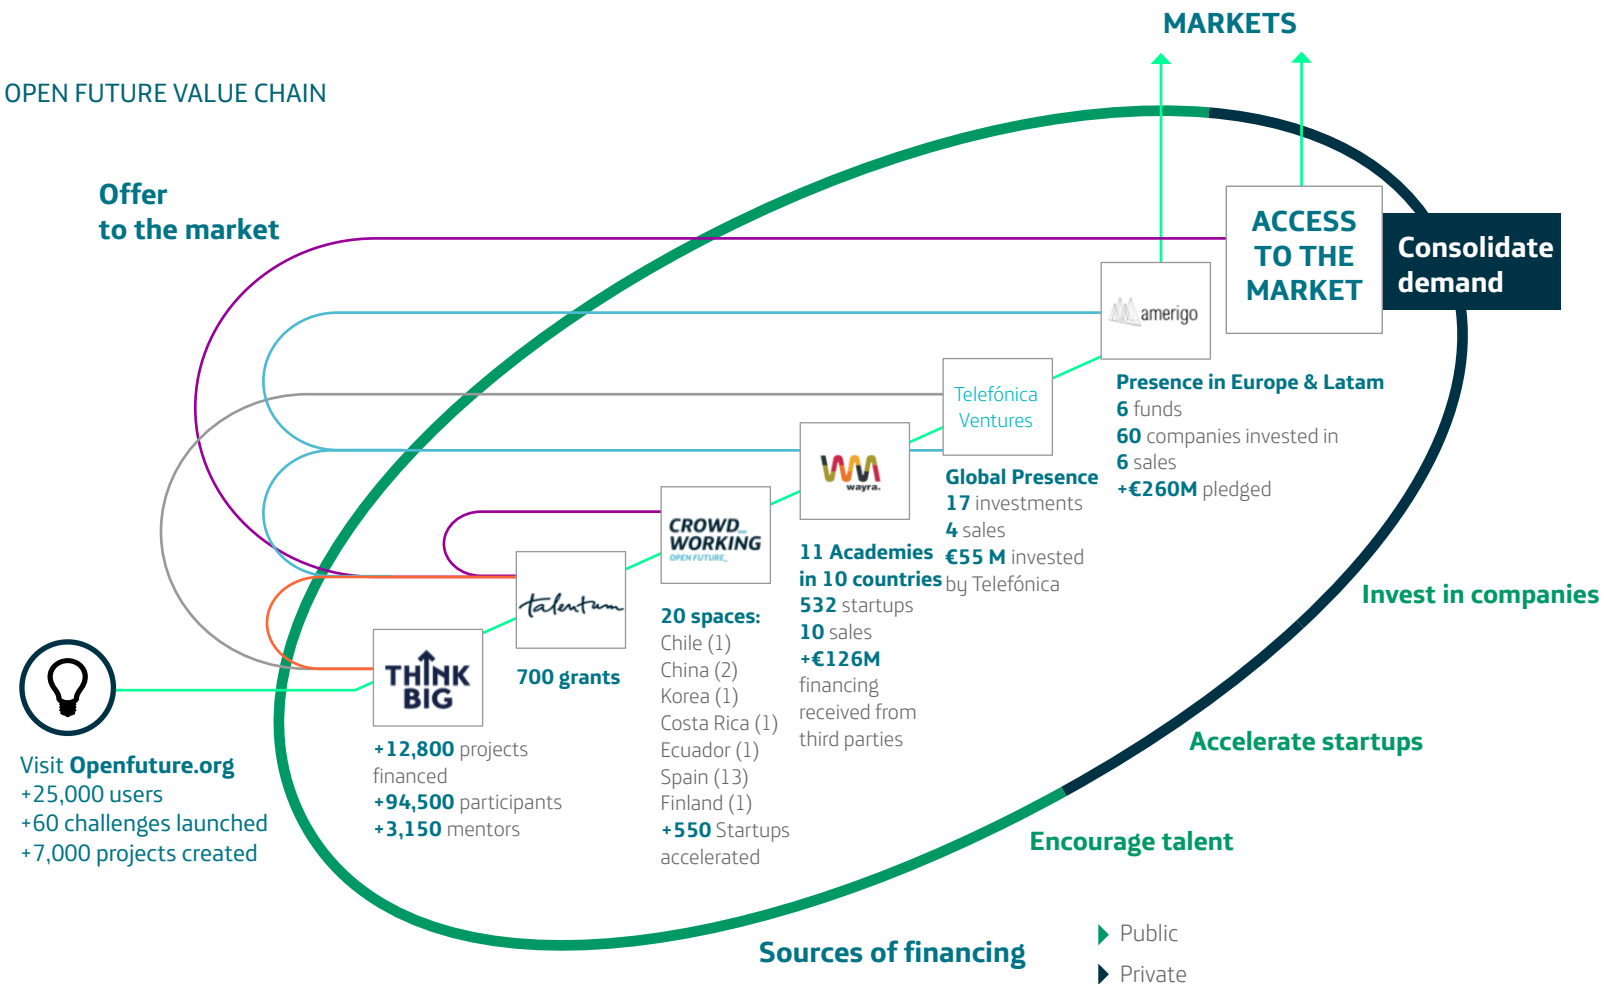 MARKETS
OPEN FUTURE VALUE CHAIN
Offer
to the market
ACCESS
TO THE
MARKET
Consolidate
demand
amerigo
Presence in Europe & Latam
6 funds
60 companies invested in
6 sales
+€260M pledged
Telefónica
Ventures
Global Presence
17 investments
4 sales
€55 M invested
by Telefónica
wayra.
11 Academies
in 10 countries
532 startups
10 sales
+€126M
financing
received from
third parties
CROWD_
WORKING
OPEN FUTURE_
20 spaces:
Chile (1)
China (2)
Korea (1)
Costa Rica (1)
Ecuador (1)
Spain (13)
Finland (1)
+550 Startups
accelerated
talentum
700 grants
THINK
BIG
+12,800 projects
financed
+94,500 participants
+3,150 mentors
Visit Openfuture.org
+25,000 users
+60 challenges launched
+7,000 projects created
Invest in companies
Accelerate startups
Encourage talent
Sources of financing
Public
Private